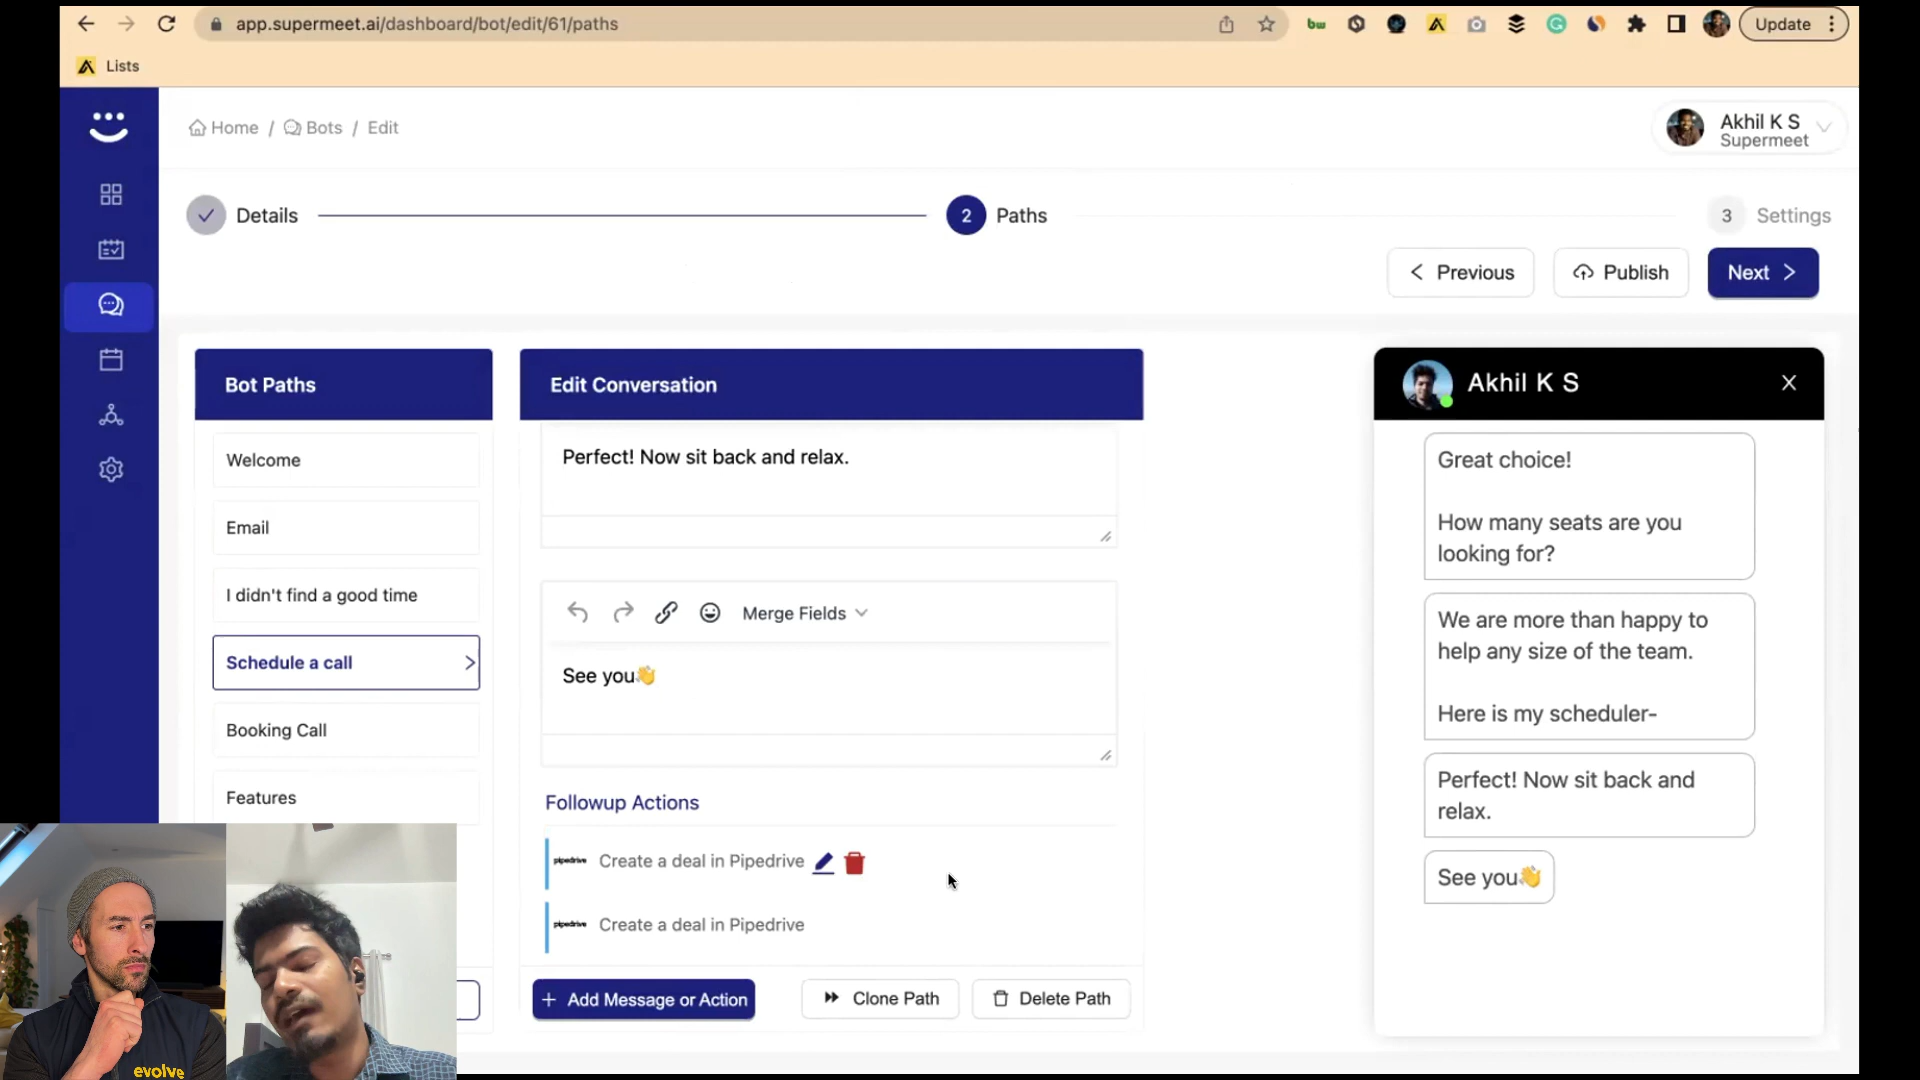 app.supermeet.ai/dashboard/bot/edit/61/paths
bw
Update
Lists
Home / Bots / Edit
Akhil K S
Supermeet
Details
2 Paths
3 Settings
Previous
Publish
Next
Bot Paths
Welcome
Email
I didn't find a good time
Schedule a call
Booking Call
Features
Edit Conversation
Perfect! Now sit back and relax.
Merge Fields
See you👋
Followup Actions
pipedrive Create a deal in Pipedrive
pipedrive Create a deal in Pipedrive
+ Add Message or Action
Clone Path
Delete Path
Akhil K S
Great choice!
How many seats are you
looking for?
We are more than happy to
help any size of the team.
Here is my scheduler-
Perfect! Now sit back and
relax.
See you👋
evolve